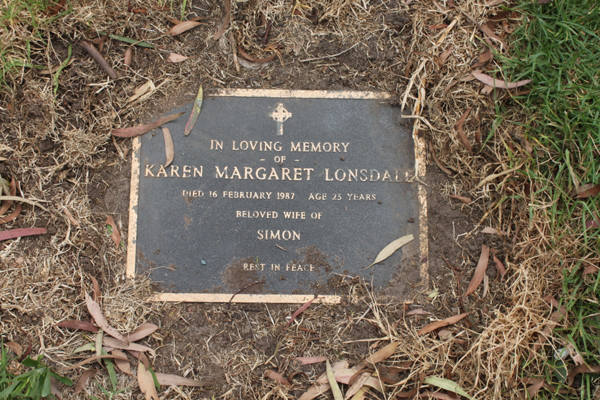 IN LOVING MEMORY
- OF -
KAREN MARGARET LONSDALE
DIED 16 FEBRUARY 1987 AGE 25 YEARS
BELOVED WIFE OF
SIMON
REST IN PEACE